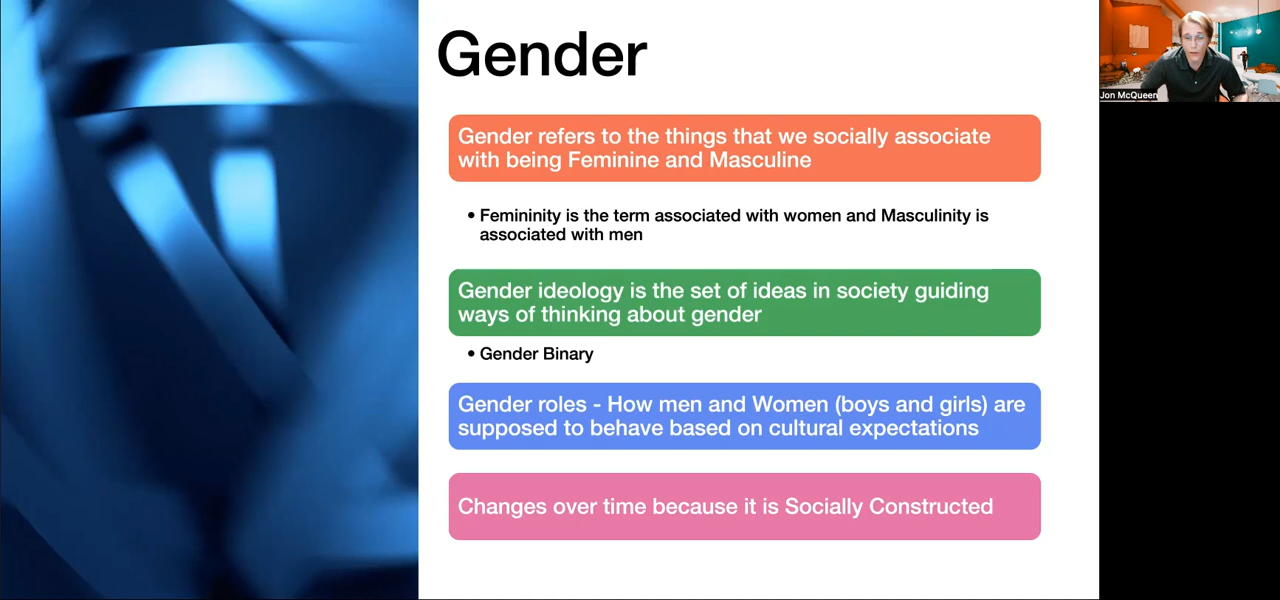 Gender
Gender refers to the things that we socially associate
with being Feminine and Masculine
• Femininity is the term associated with women and Masculinity is
associated with men
Gender ideology is the set of ideas in society guiding
ways of thinking about gender
• Gender Binary
Gender roles - How men and Women (boys and girls) are
supposed to behave based on cultural expectations
Changes over time because it is Socially Constructed
Jon McQueen